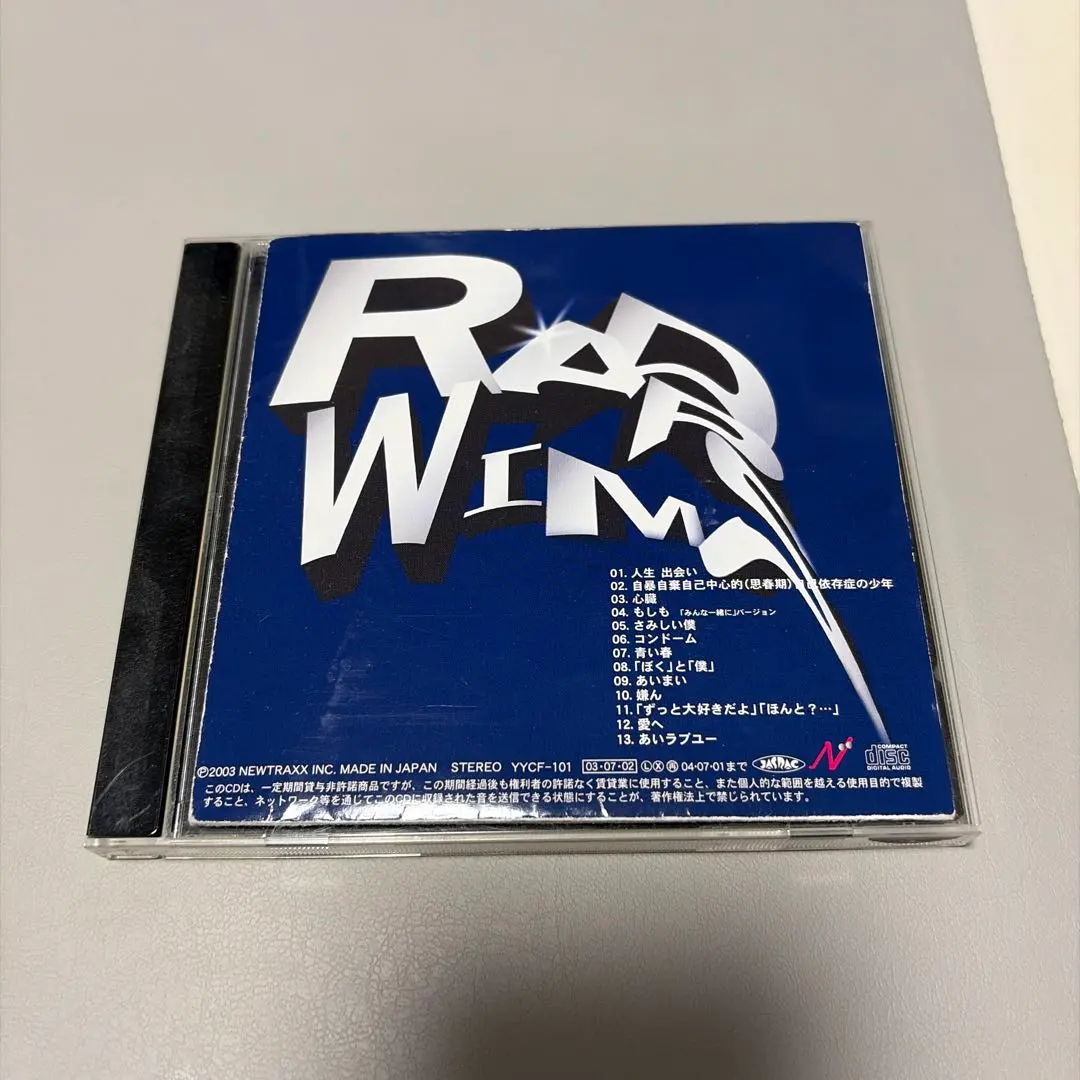 RADWIMPS
01. 人生 出会い
02. 自暴自棄自己中心的(思春期)自己依存症の少年
03. 心臓
04. もしも 「みんな一緒に」バージョン
05. さみしい僕
06. コンドーム
07. 青い春
08. 「ぼく」と「僕」
09. あいまい
10. 嫌ん
11. 「ずっと大好きだよ」「ほんと?…」
12. 愛へ
13. あいラブユー
℗2003 NEWTRAXX INC. MADE IN JAPAN STEREO YYCF-101 03・07・02 Ⓛ Ⓧ 再 04・07・01まで JASRAC N COMPACT disc DIGITAL AUDIO
このCDは、一定期間貸与非許諾商品ですが、この期間経過後も権利者の許諾なく賃貸業に使用すること、また個人的な範囲を越える使用目的で複製
すること、ネットワーク等を通じてこのCDに収録された音を送信できる状態にすることが、著作権法上で禁じられています。